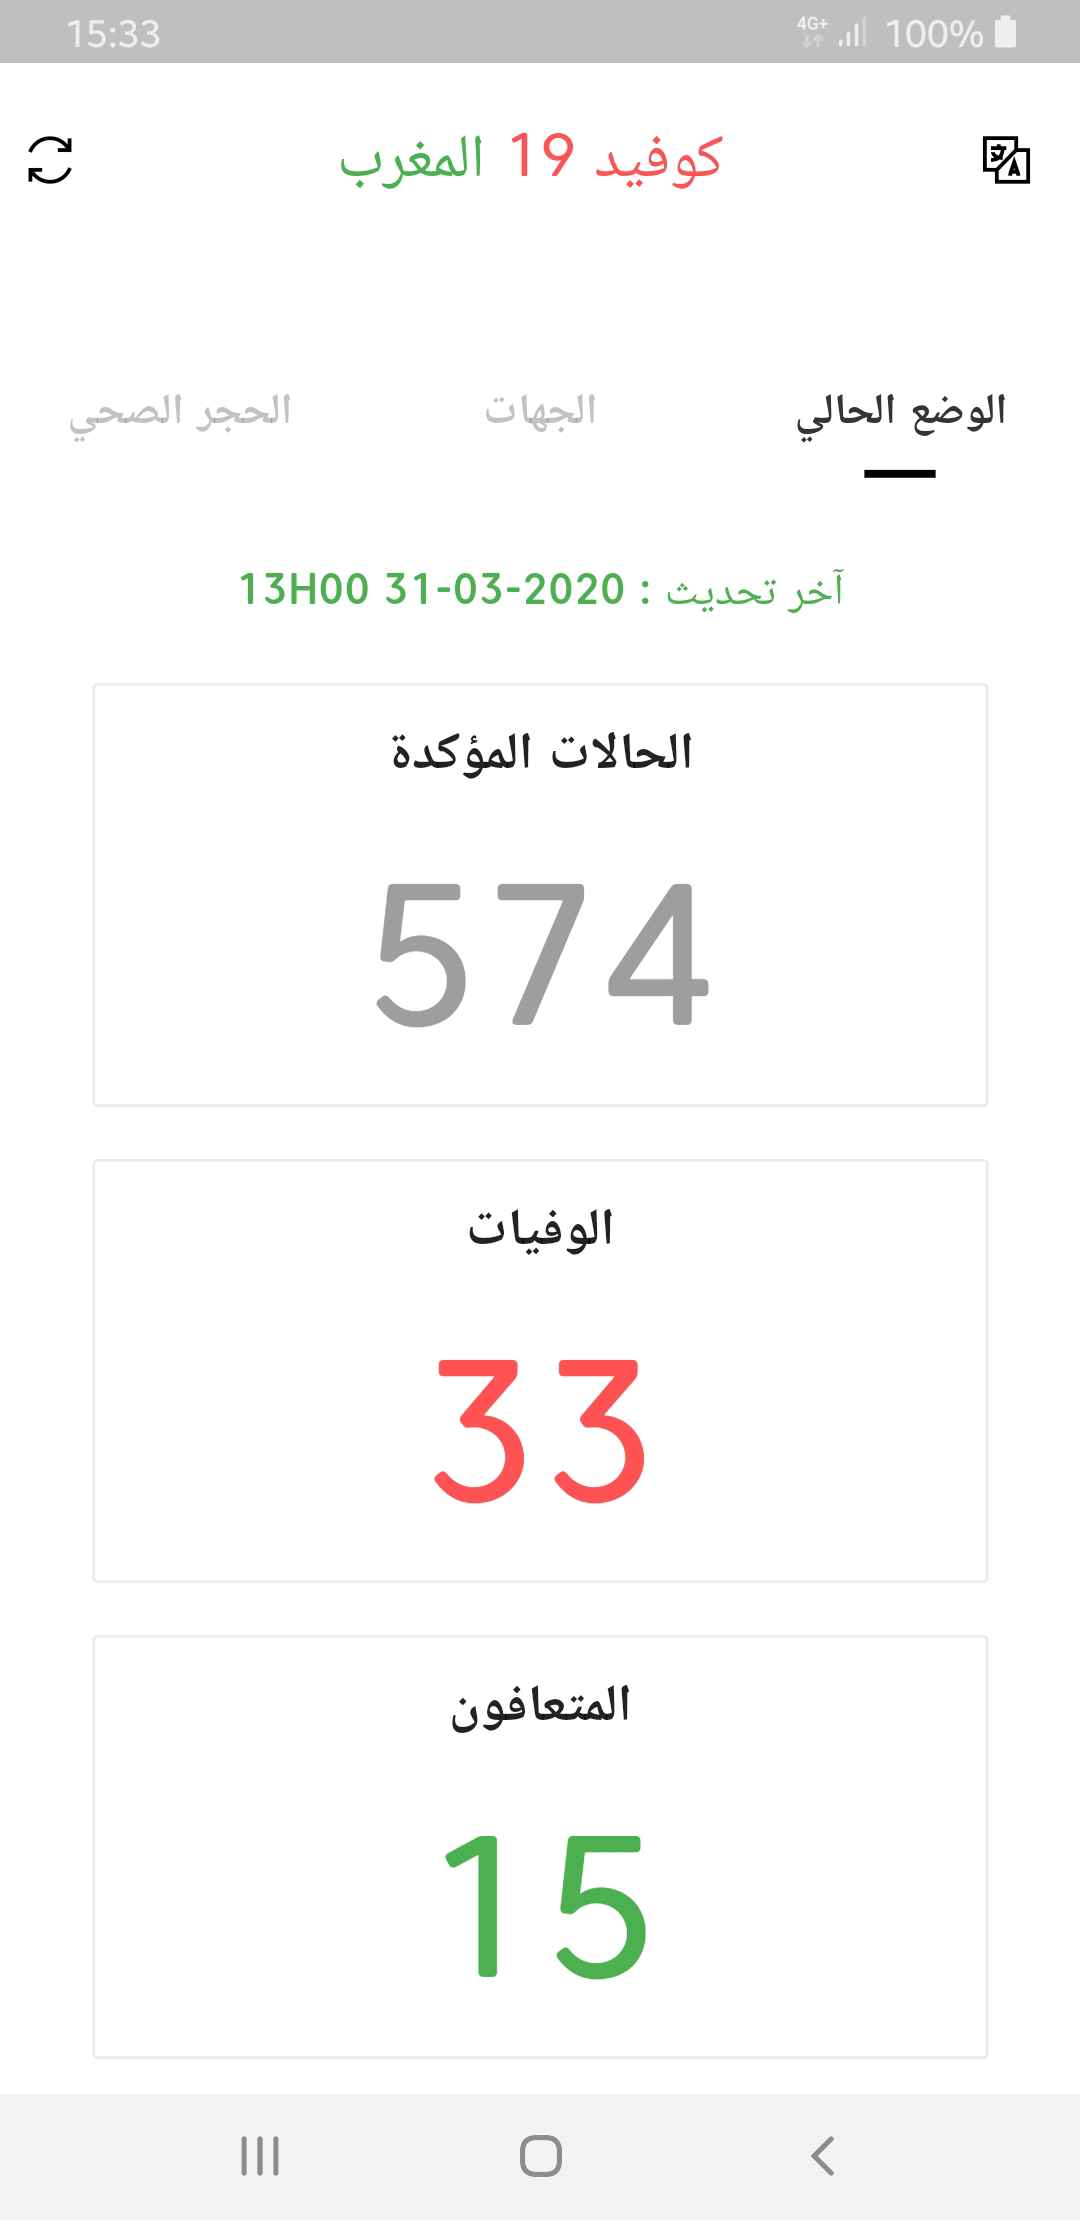 15:33 4G+ 100%
كوفيد 19 المغرب
الوضع الحالي الجهات الحجر الصحي
آخر تحديث : 2020-03-31 13H00
الحالات المؤكدة
574
الوفيات
33
المتعافون
15